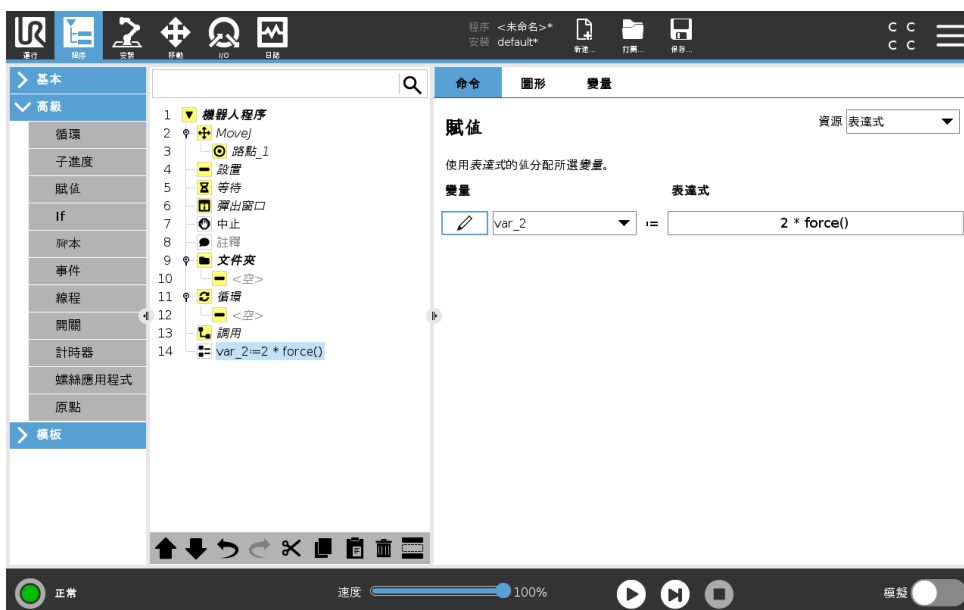 UR
運行
程序
安裝
移動
I/O
日誌
程序 <未命名>*
安裝 default*
新建...
打開...
保存...
C C
C C
基本
高級
循環
子進度
賦值
If
腳本
事件
線程
開關
計時器
螺絲應用程式
原點
模板
1 機器人程序
2 MoveJ
3 路點_1
4 設置
5 等待
6 彈出窗口
7 中止
8 註釋
9 文件夾
10 <空>
11 循環
12 <空>
13 調用
14 var_2:=2 * force()
命令 圖形 變量
賦值
資源 表達式
使用表達式的值分配所選變量。
變量 表達式
var_2 := 2 * force()
正常
速度 100%
模擬